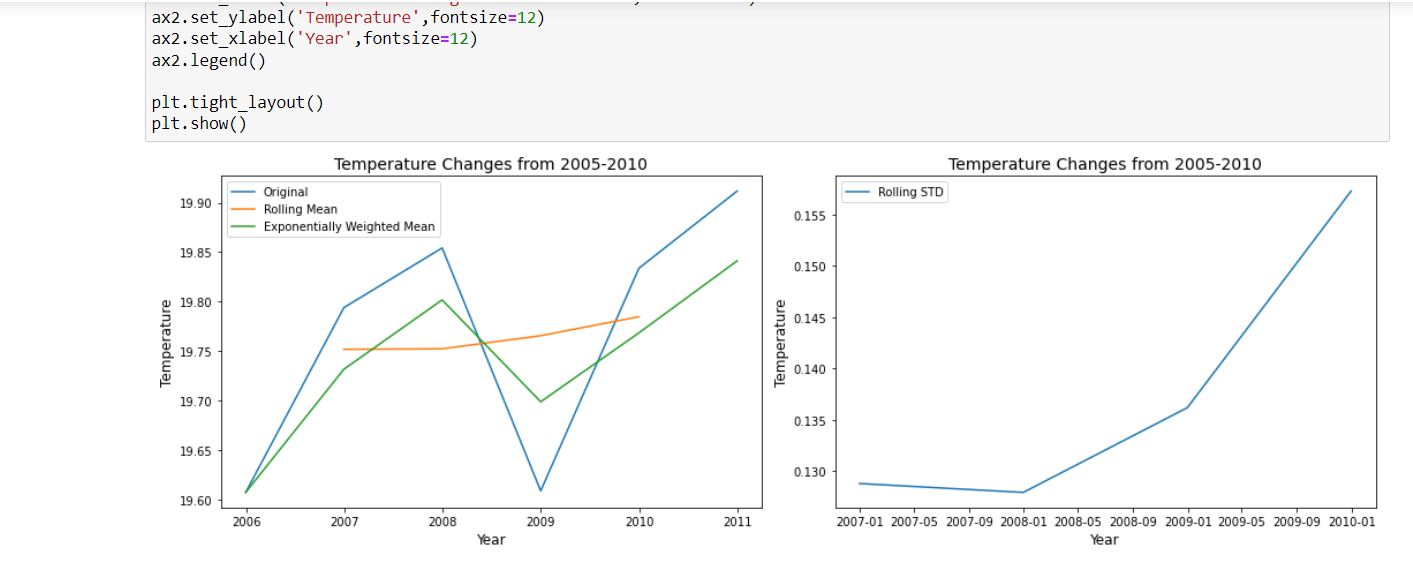 ax2.set_ylabel('Temperature',fontsize=12)
ax2.set_xlabel('Year',fontsize=12)
ax2.legend()
plt.tight_layout()
plt.show()
Temperature Changes from 2005-2010
Original
Rolling Mean
Exponentially Weighted Mean
19.90
19.85
19.80
19.75
19.70
19.65
19.60
Temperature
2006 2007 2008 2009 2010 2011
Year
Temperature Changes from 2005-2010
Rolling STD
0.155
0.150
0.145
0.140
0.135
0.130
Temperature
2007-01 2007-05 2007-09 2008-01 2008-05 2008-09 2009-01 2009-05 2009-09 2010-01
Year